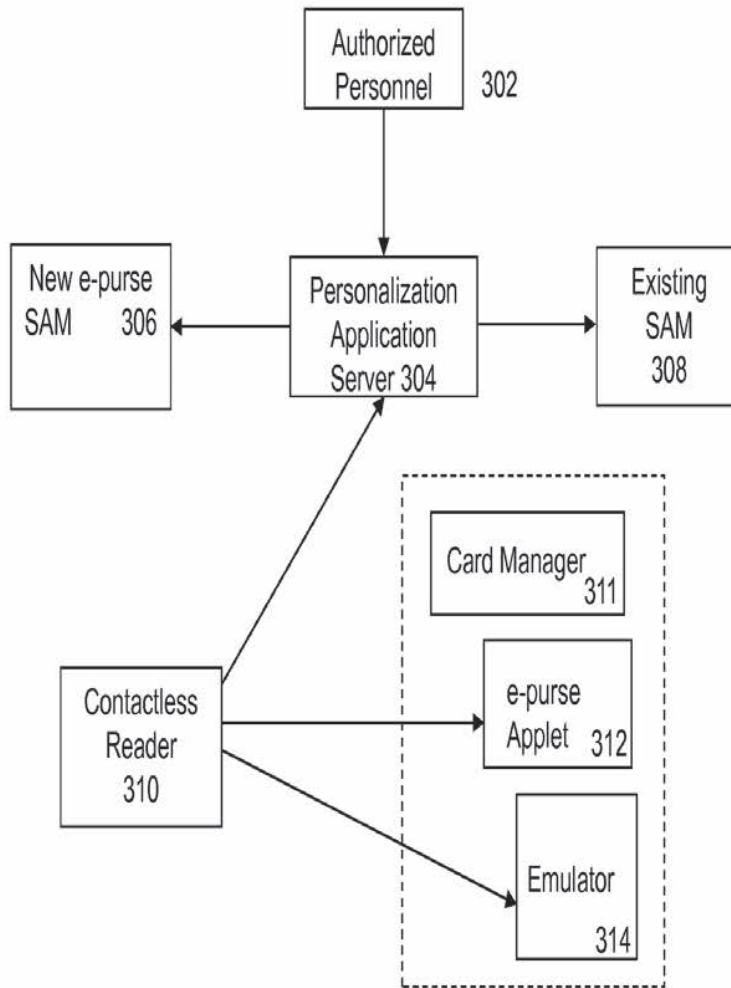 Authorized
Personnel
302
New e-purse
SAM 306
Personalization
Application
Server 304
Existing
SAM
308
Card Manager
311
Contactless
Reader
310
e-purse
Applet
312
Emulator
314